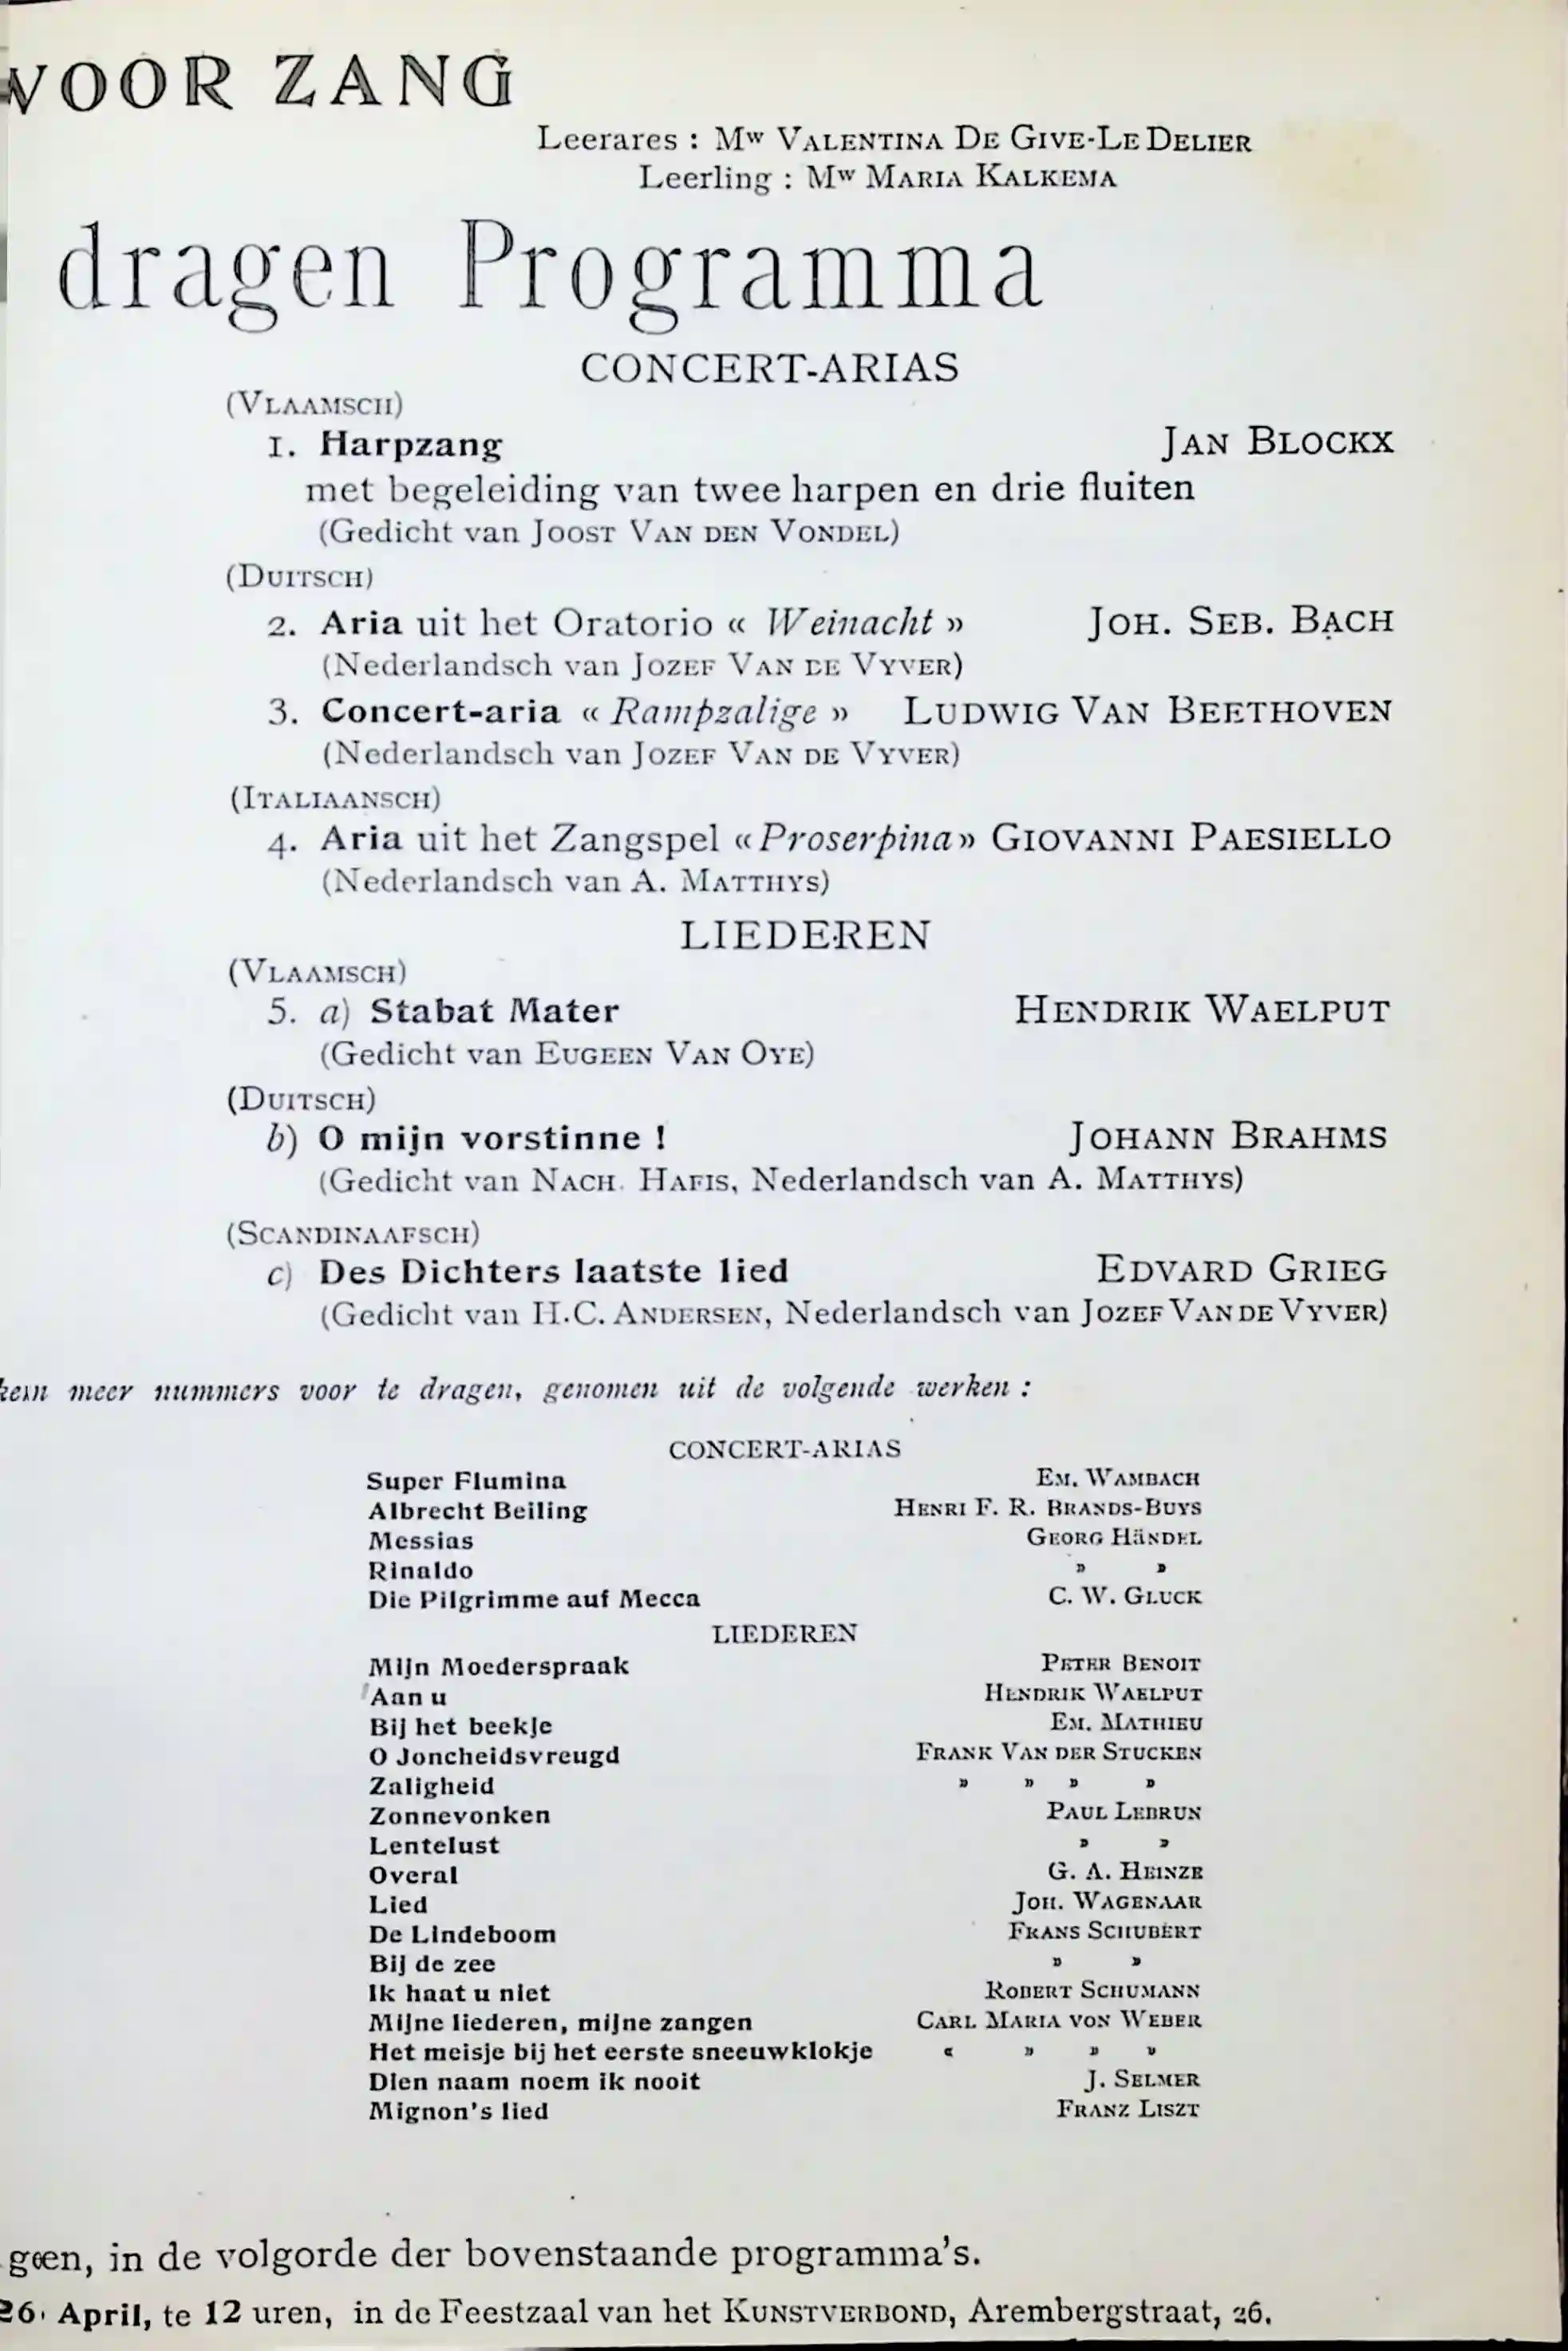 VOOR ZANG
Leerares : Mw VALENTINA DE GIVE-LE DELIER
Leerling : Mw MARIA KALKEMA
dragen Programma
CONCERT-ARIAS
(VLAAMSCH)
1. Harpzang JAN BLOCKX
met begeleiding van twee harpen en drie fluiten
(Gedicht van JOOST VAN DEN VONDEL)
(DUITSCH)
2. Aria uit het Oratorio « Weinacht » JOH. SEB. BACH
(Nederlandsch van JOZEF VAN DE VYVER)
3. Concert-aria « Rampzalige » LUDWIG VAN BEETHOVEN
(Nederlandsch van JOZEF VAN DE VYVER)
(ITALIAANSCH)
4. Aria uit het Zangspel «Proserpina» GIOVANNI PAESIELLO
(Nederlandsch van A. MATTHYS)
LIEDEREN
(VLAAMSCH)
5. a) Stabat Mater HENDRIK WAELPUT
(Gedicht van EUGEEN VAN OYE)
(DUITSCH)
b) O mijn vorstinne ! JOHANN BRAHMS
(Gedicht van NACH. HAFIS, Nederlandsch van A. MATTHYS)
(SCANDINAAFSCH)
c) Des Dichters laatste lied EDVARD GRIEG
(Gedicht van H.C. ANDERSEN, Nederlandsch van JOZEF VAN DE VYVER)
meer nummers voor te dragen, genomen uit de volgende werken :
CONCERT-ARIAS
Super Flumina EM. WAMBACH
Albrecht Beiling HENRI F. R. BRANDS-BUYS
Messias GEORG HäNDEL
Rinaldo » »
Die Pilgrimme auf Mecca C. W. GLUCK
LIEDEREN
Mijn Moederspraak PETER BENOIT
Aan u HENDRIK WAELPUT
Bij het beekje EM. MATHIEU
O Joncheidsvreugd FRANK VAN DER STUCKEN
Zaligheid » » » »
Zonnevonken PAUL LEBRUN
Lentelust » »
Overal G. A. HEINZE
Lied JOH. WAGENAAR
De Lindeboom FRANS SCHUBERT
Bij de zee » »
Ik haat u niet ROBERT SCHUMANN
Mijne liederen, mijne zangen CARL MARIA VON WEBER
Het meisje bij het eerste sneeuwklokje « » » »
Dien naam noem ik nooit J. SELMER
Mignon's lied FRANZ LISZT
in de volgorde der bovenstaande programma's.
26 April, te 12 uren, in de Feestzaal van het KUNSTVERBOND, Arembergstraat, 26.